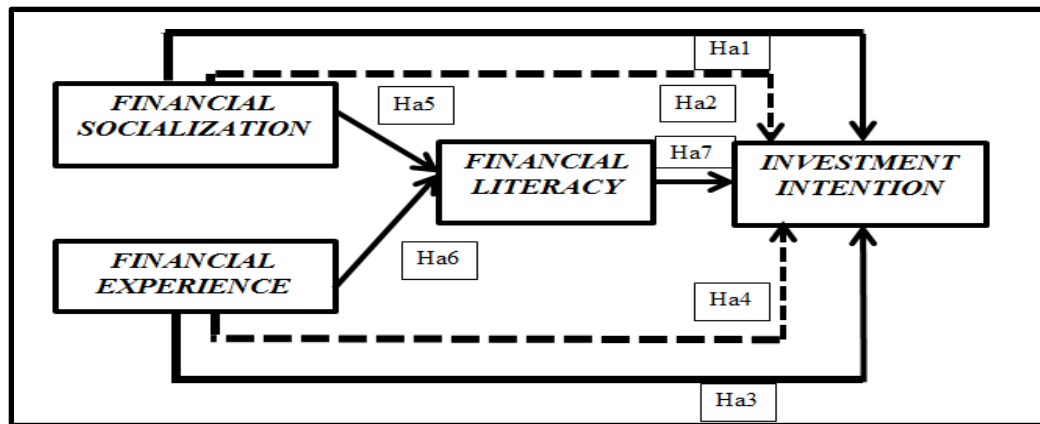 Ha1
FINANCIAL
SOCIALIZATION
Ha5
Ha2
Ha7
FINANCIAL
LITERACY
INVESTMENT
INTENTION
FINANCIAL
EXPERIENCE
Ha6
Ha4
Ha3